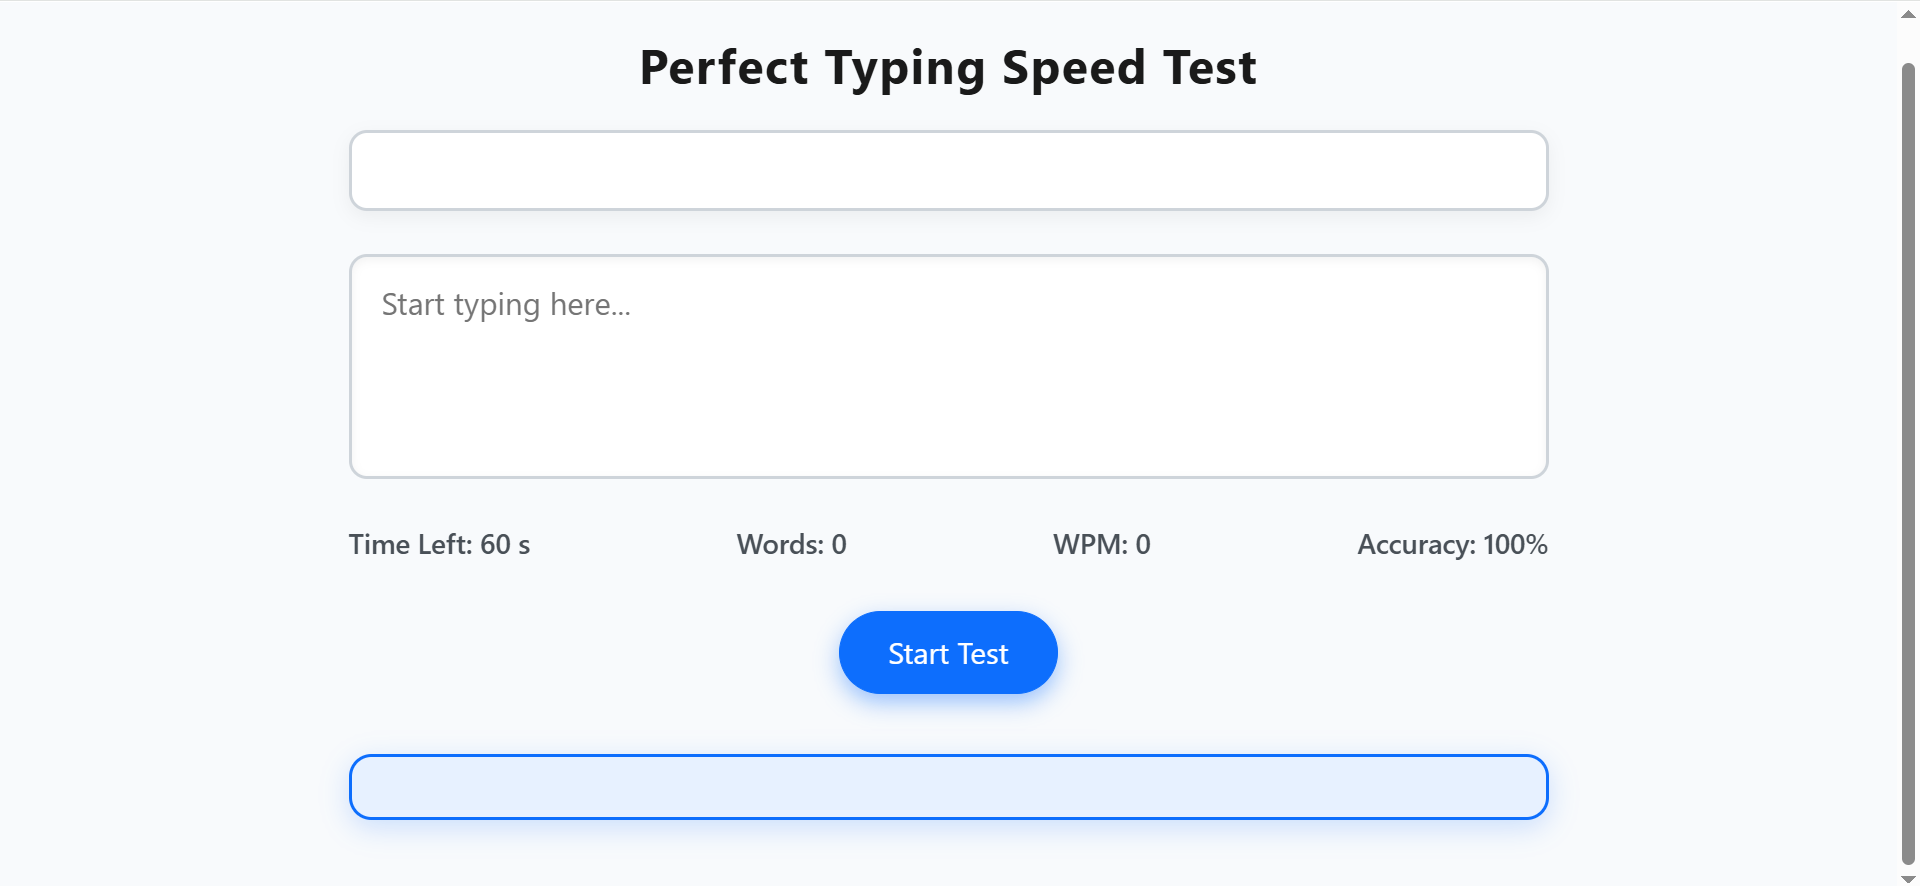 Perfect Typing Speed Test
Start typing here...
Time Left: 60 s
Words: 0
WPM: 0
Accuracy: 100%
Start Test